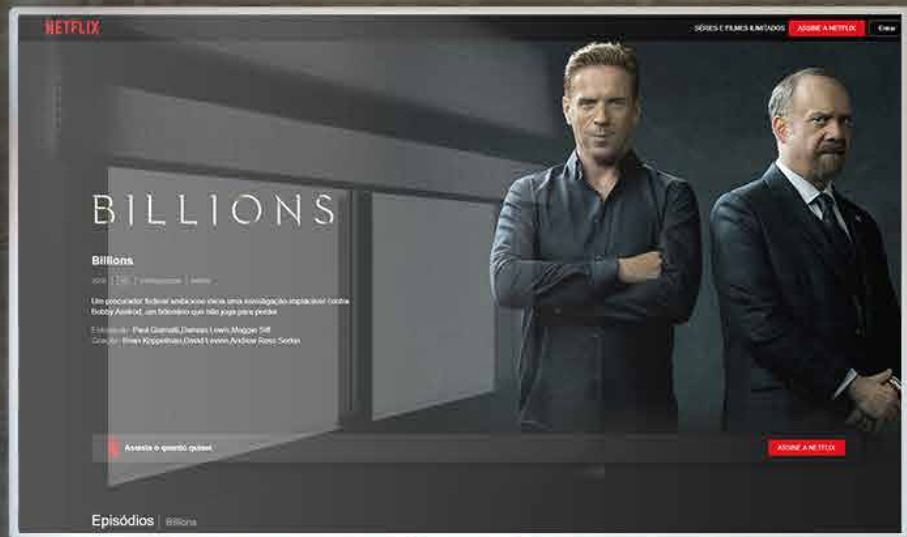 NETFLIX
SÉRIES E FILMES ILIMITADOS
ASSINE A NETFLIX
Entrar
BILLIONS
Billions
Um procurador federal ambicioso inicia uma investigação implacável contra
Bobby Axelrod, um bilionário que não joga para perder.
Paul Giamatti,Damian Lewis,Maggie Siff
Criação: Brian Koppelman,David Levien,Andrew Ross Sorkin
Assista o quanto quiser.
ASSINE A NETFLIX
Episódios | Billions